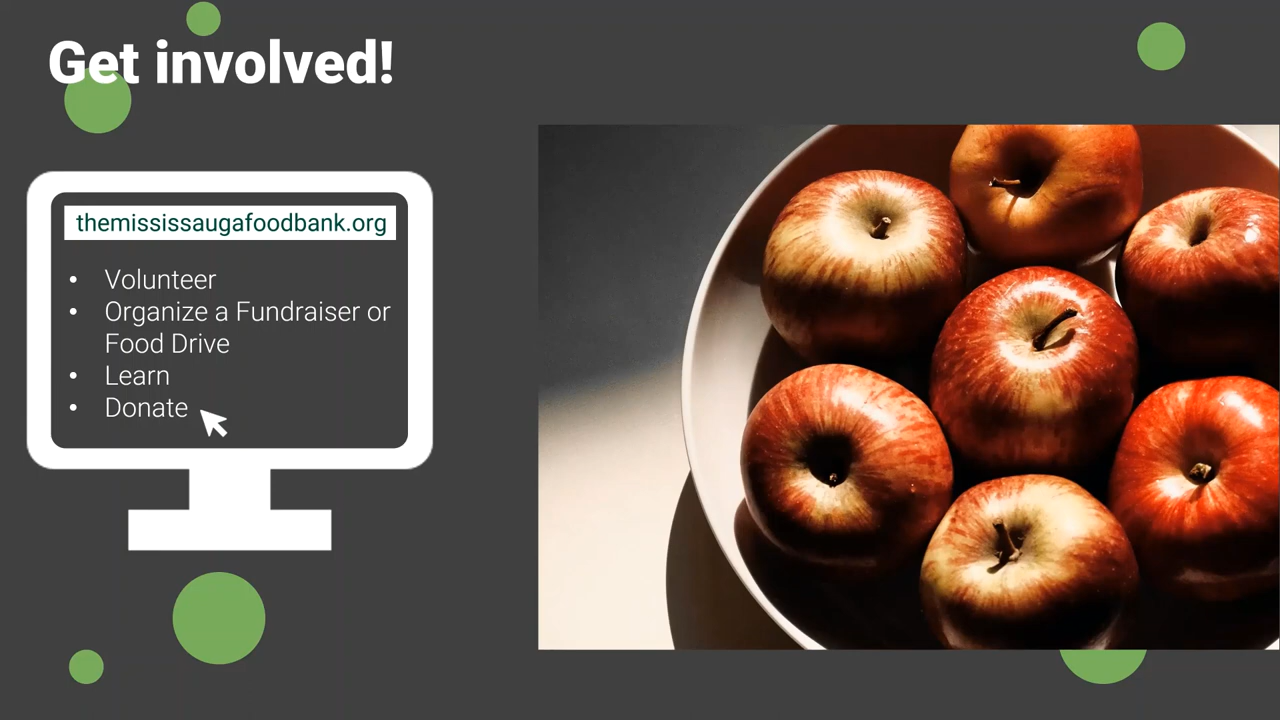 Get involved!
themississaugafoodbank.org
• Volunteer
• Organize a Fundraiser or
Food Drive
• Learn
• Donate